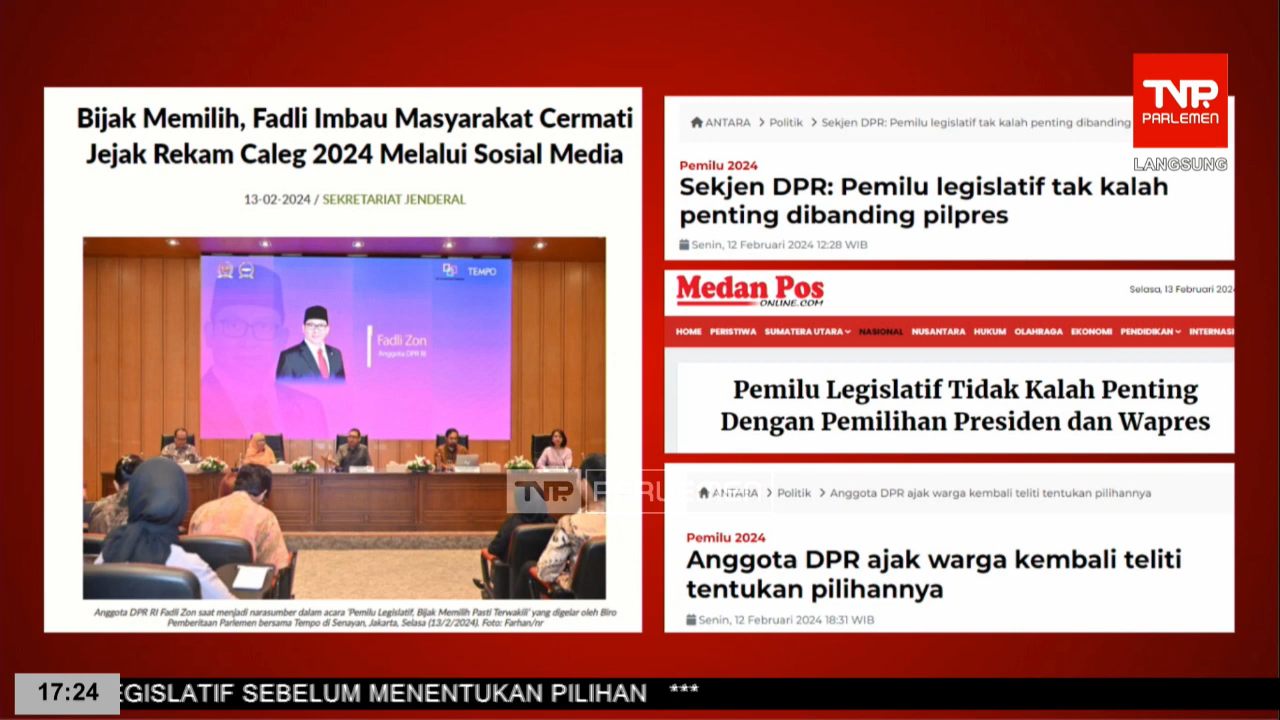 Bijak Memilih, Fadli Imbau Masyarakat Cermati
Jejak Rekam Caleg 2024 Melalui Sosial Media
13-02-2024 / SEKRETARIAT JENDERAL
TEMPO
Fadli Zon
Anggota DPR RI
Anggota DPR RI Fadli Zon saat menjadi narasumber dalam acara 'Pemilu Legislatif, Bijak Memilih Pasti Terwakili' yang digelar oleh Biro
Pemberitaan Parlemen bersama Tempo di Senayan, Jakarta, Selasa (13/2/2024). Foto: Farhan/nr
TVR
PARLEMEN
LANGSUNG
ANTARA > Politik > Sekjen DPR: Pemilu legislatif tak kalah penting dibanding
Pemilu 2024
Sekjen DPR: Pemilu legislatif tak kalah
penting dibanding pilpres
Senin, 12 Februari 2024 12:28 WIB
Medan Pos
ONLINE.COM
Selasa, 13 Februari 2024
HOME PERISTIWA SUMATERA UTARA NASIONAL NUSANTARA HUKUM OLAHRAGA EKONOMI PENDIDIKAN INTERNASI
Pemilu Legislatif Tidak Kalah Penting
Dengan Pemilihan Presiden dan Wapres
TVR PARLEMEN
ANTARA > Politik > Anggota DPR ajak warga kembali teliti tentukan pilihannya
Pemilu 2024
Anggota DPR ajak warga kembali teliti
tentukan pilihannya
Senin, 12 Februari 2024 18:31 WIB
17:24
EGISLATIF SEBELUM MENENTUKAN PILIHAN ***